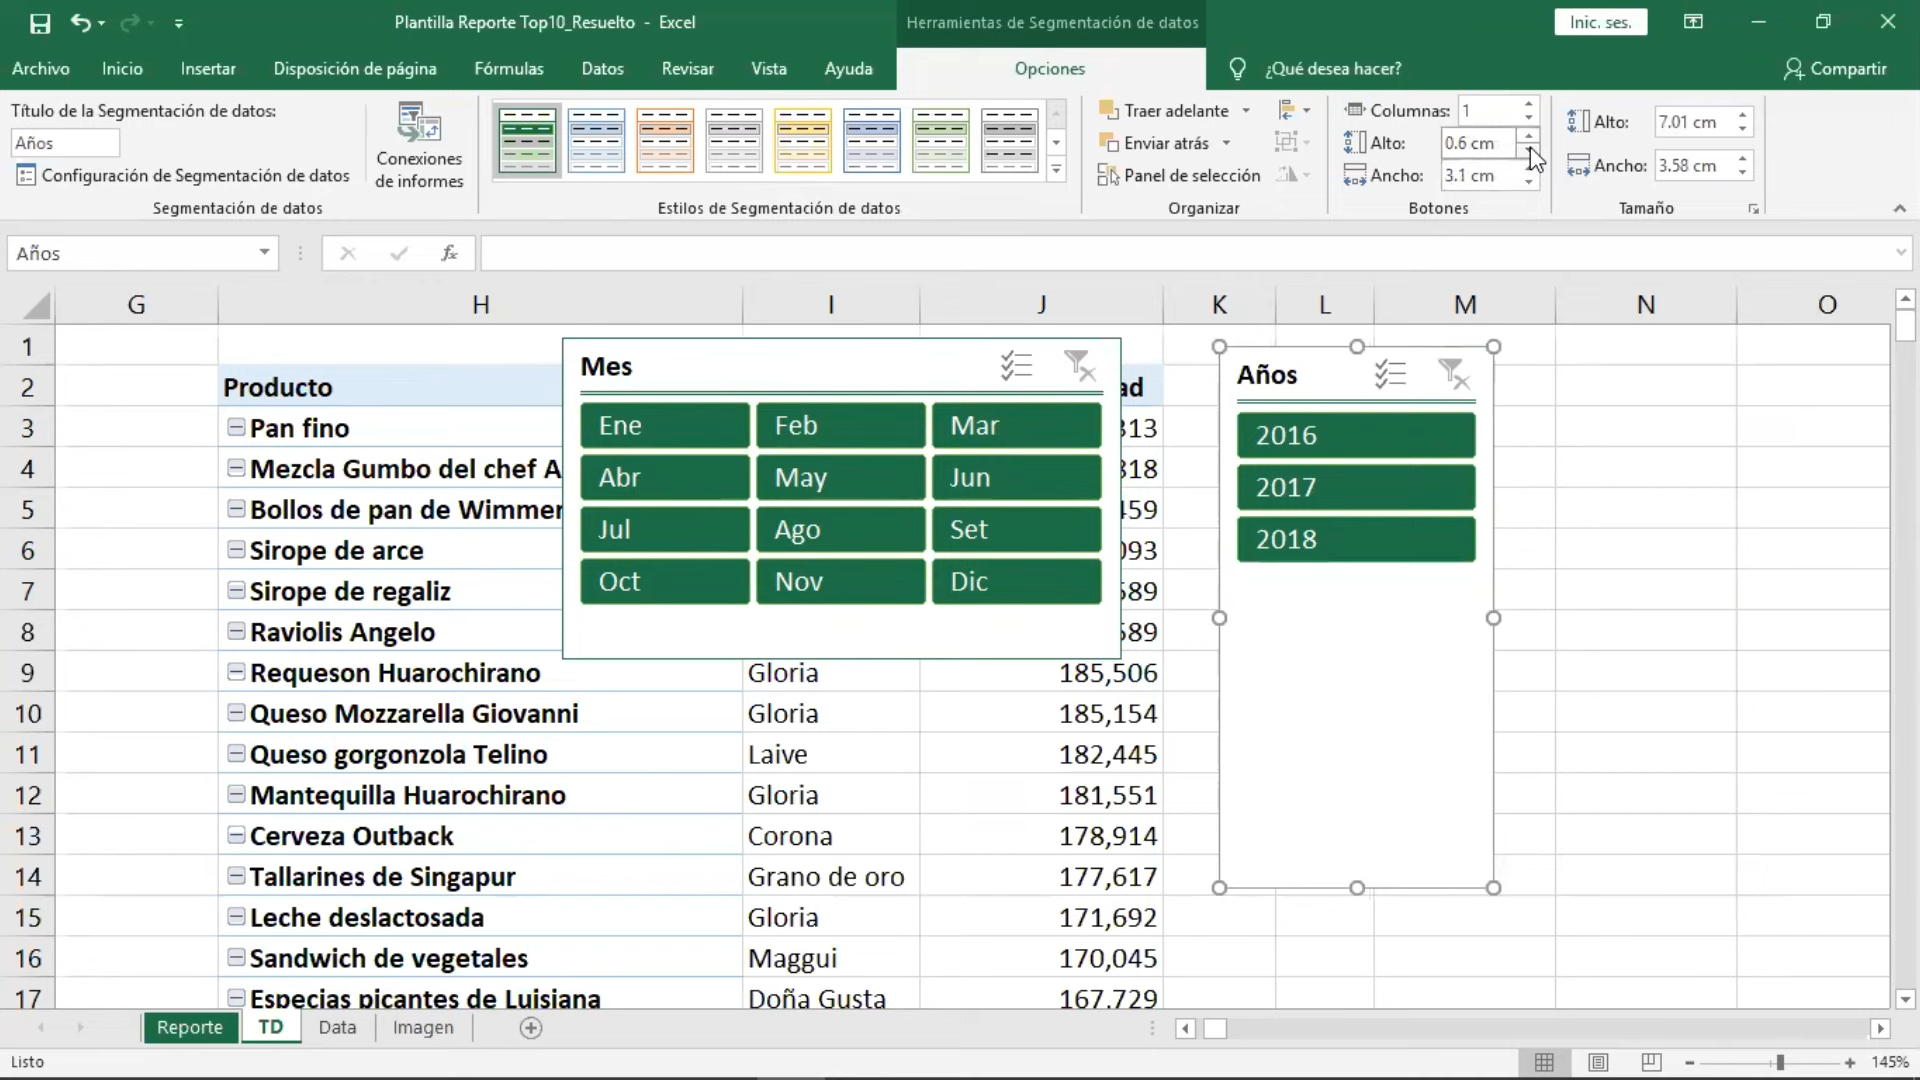 Plantilla Reporte Top10_Resuelto - Excel
Herramientas de Segmentación de datos
Inic. ses.
Archivo Inicio Insertar Disposición de página Fórmulas Datos Revisar Vista Ayuda Opciones ¿Qué desea hacer? Compartir
Título de la Segmentación de datos:
Años
Configuración de Segmentación de datos
Segmentación de datos
Conexiones
de informes
Estilos de Segmentación de datos
Traer adelante
Enviar atrás
Panel de selección
Organizar
Columnas: 1
Alto: 0.6 cm
Ancho: 3.1 cm
Botones
Alto: 7.01 cm
Ancho: 3.58 cm
Tamaño
Años fx
G H I J K L M N O
1
2 Producto ad
3 Pan fino 313
4 Mezcla Gumbo del chef A 318
5 Bollos de pan de Wimmer 459
6 Sirope de arce 093
7 Sirope de regaliz 589
8 Raviolis Angelo 589
9 Requeson Huarochirano Gloria 185,506
10 Queso Mozzarella Giovanni Gloria 185,154
11 Queso gorgonzola Telino Laive 182,445
12 Mantequilla Huarochirano Gloria 181,551
13 Cerveza Outback Corona 178,914
14 Tallarines de Singapur Grano de oro 177,617
15 Leche deslactosada Gloria 171,692
16 Sandwich de vegetales Maggui 170,045
17 Especias picantes de Luisiana Doña Gusta 167,729
Mes
Ene Feb Mar
Abr May Jun
Jul Ago Set
Oct Nov Dic
Años
2016
2017
2018
Reporte TD Data Imagen
Listo
145%